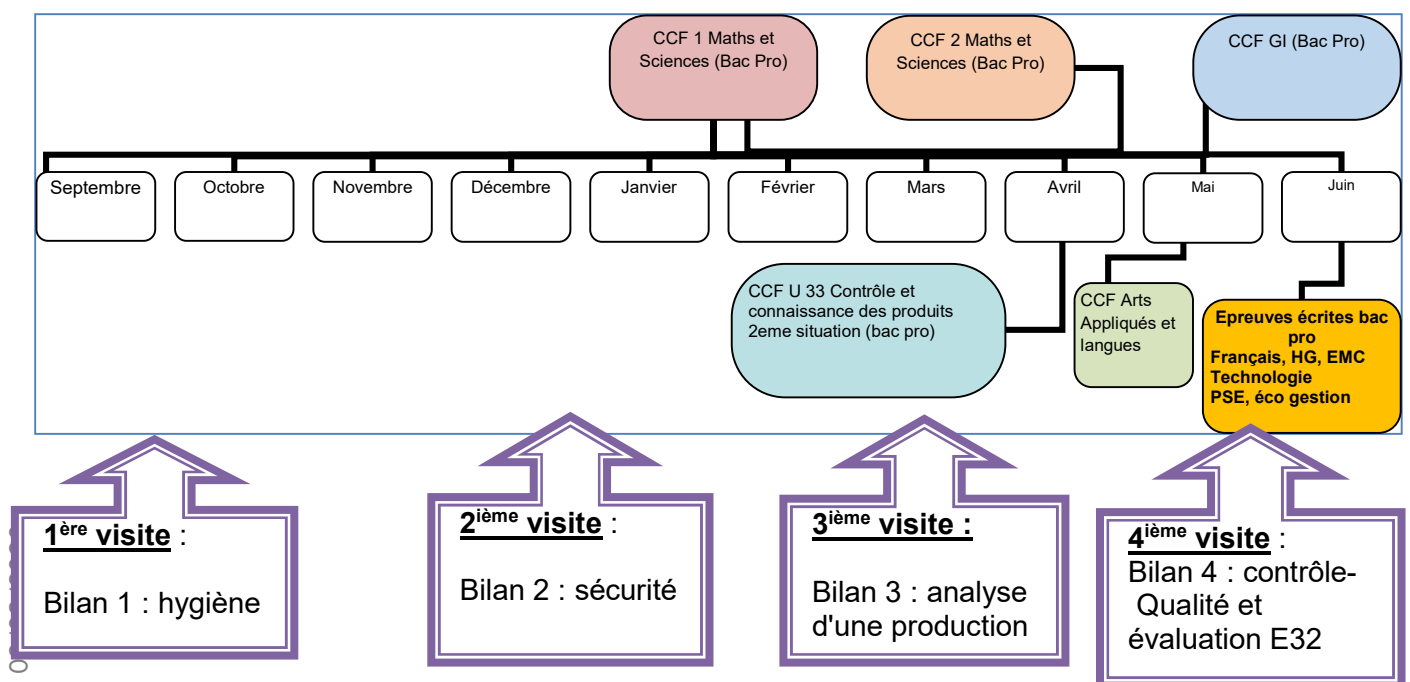 CCF 1 Maths et
Sciences (Bac Pro)
CCF 2 Maths et
Sciences (Bac Pro)
CCF GI (Bac Pro)
Septembre
Octobre
Novembre
Décembre
Janvier
Février
Mars
Avril
Mai
Juin
CCF U 33 Contrôle et
connaissance des produits
2eme situation (bac pro)
CCF Arts
Appliqués et
langues
Epreuves écrites bac
pro
Français, HG, EMC
Technologie
PSE, éco gestion
1ère visite :
Bilan 1 : hygiène
2ième visite :
Bilan 2 : sécurité
3ième visite :
Bilan 3 : analyse
d'une production
4ième visite :
Bilan 4 : contrôle-
Qualité et
évaluation E32